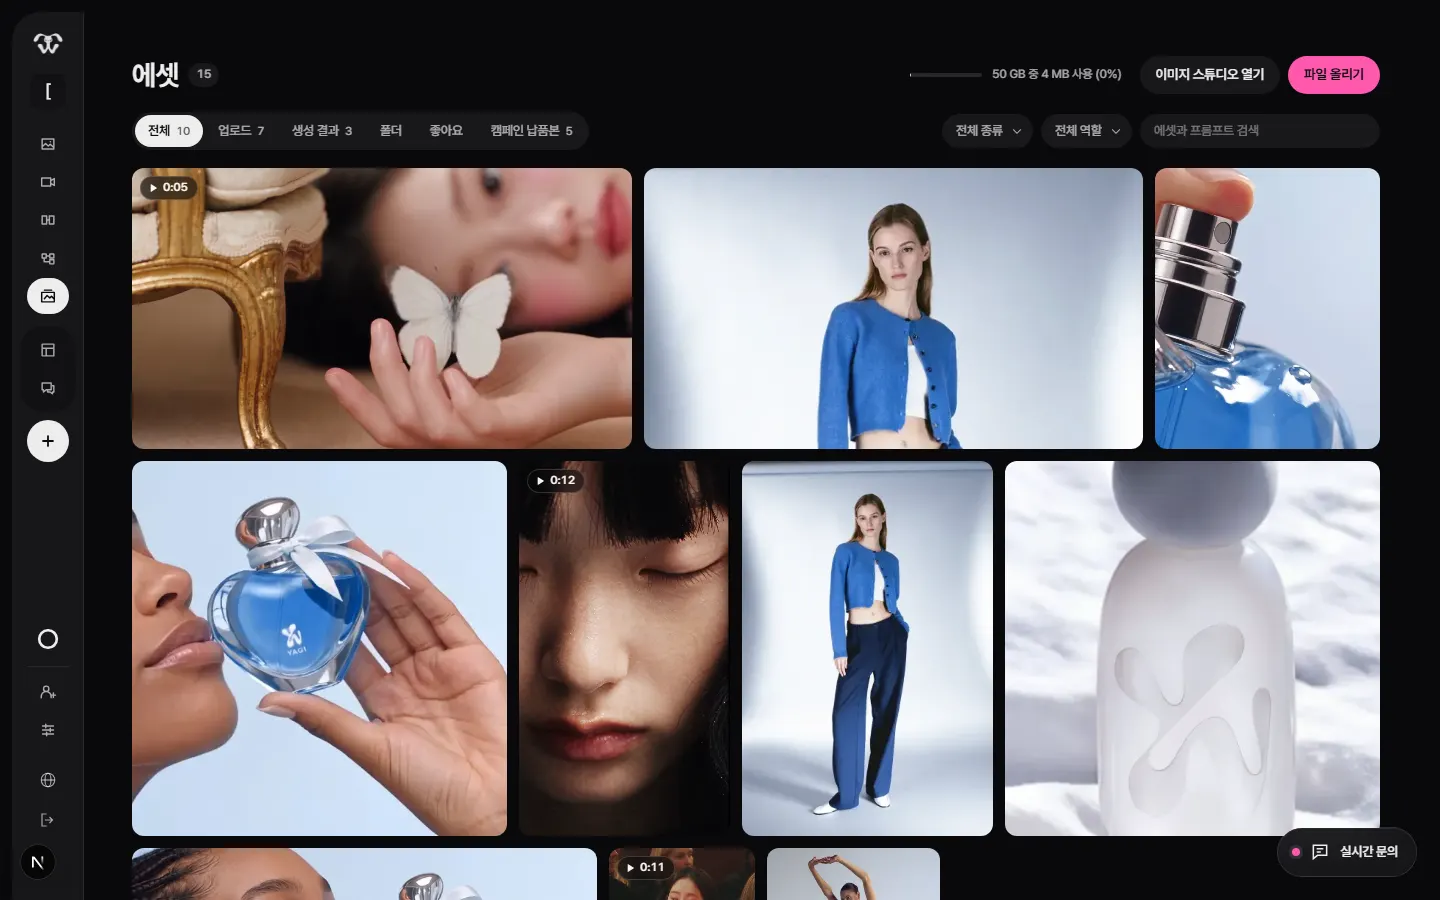 에셋 15
50 GB 중 4 MB 사용 (0%)
이미지 스튜디오 열기
파일 올리기
전체 10
업로드 7
생성 결과 3
폴더
좋아요
캠페인 납품본 5
전체 종류
전체 역할
에셋과 프롬프트 검색
[
0:05
0:12
YAGI
0:11
N
실시간 문의